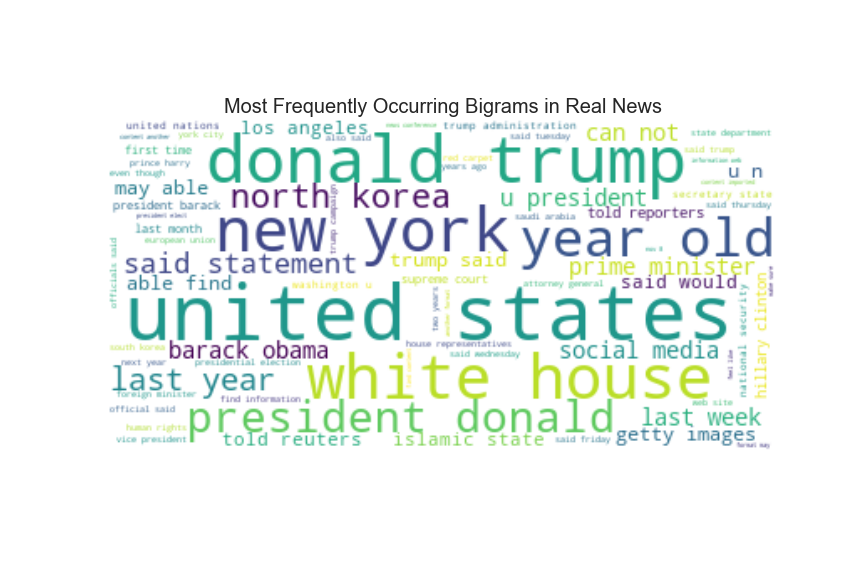 Most Frequently Occurring Bigrams in Real News
united nations
los angeles
news conference
trump administration
can not
state department
content another
york city
also said
said tuesday
first time
donald trump
red carpet
years ago
said trump
information web
prince harry
even though
u n
content reported
may able
north korea
u president
secretary state
president barack
told reporters
said thursday
president elect
new york
saudi arabia
last month
trump campaign
year old
european union
officials said
said statement
trump said
prime minister
able find
washington u
supreme court
attorney general
said would
make sure
united states
two years
national security
hillary clinton
south korea
barack obama
house representatives
social media
next year
presidential election
said wednesday
feel like
last year
white house
foreign minister
find information
web site
official said
president donald
last week
human rights
vice president
told reuters
islamic state
said friday
getty images